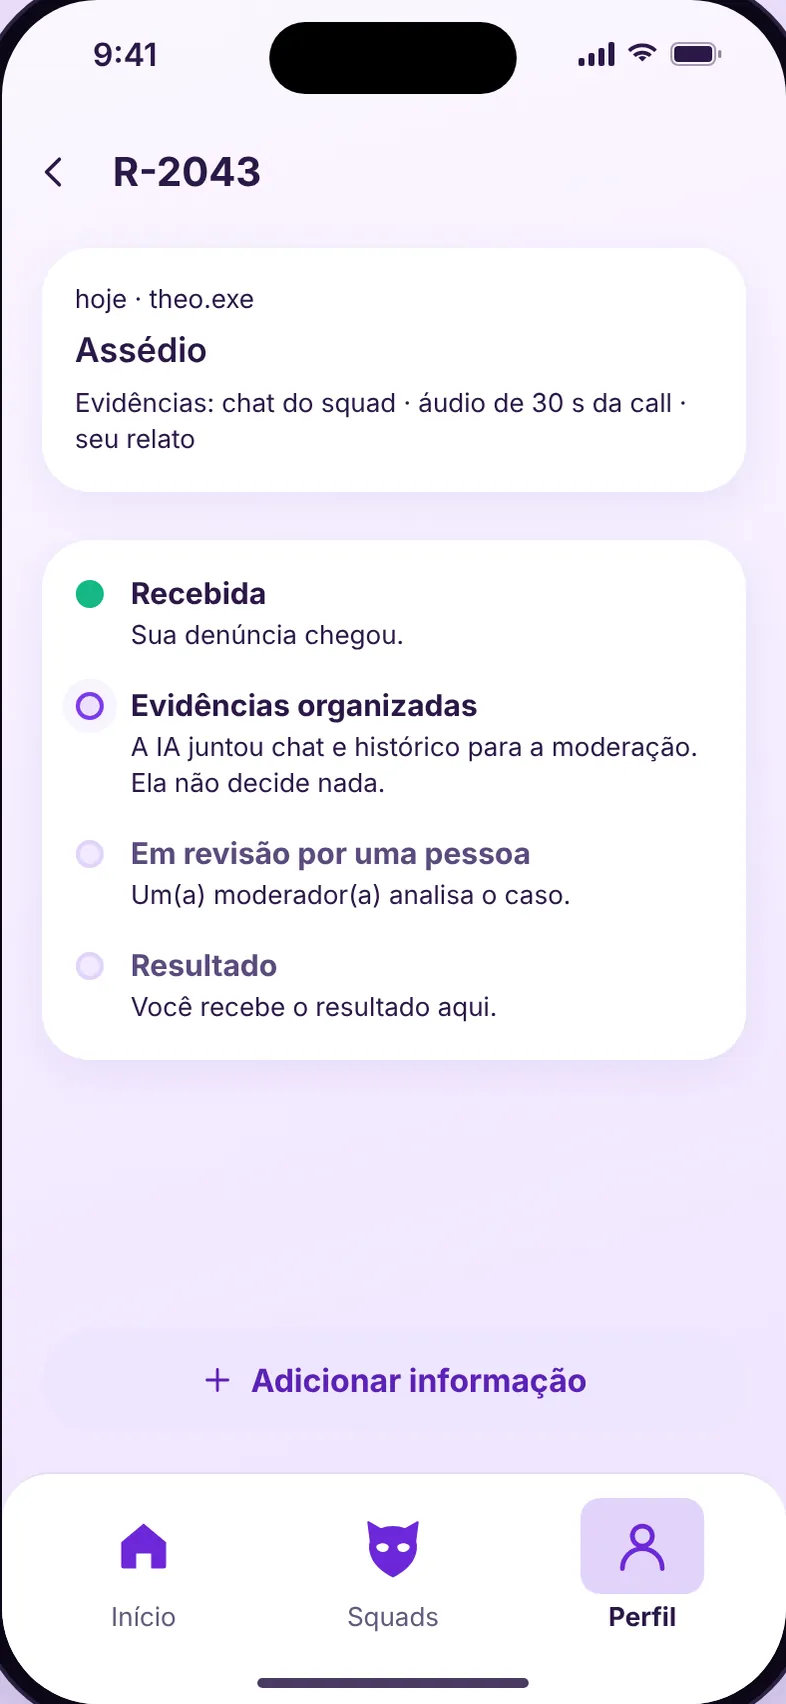 9:41
R-2043
hoje · theo.exe
Assédio
Evidências: chat do squad · áudio de 30 s da call ·
seu relato
Recebida
Sua denúncia chegou.
Evidências organizadas
A IA juntou chat e histórico para a moderação.
Ela não decide nada.
Em revisão por uma pessoa
Um(a) moderador(a) analisa o caso.
Resultado
Você recebe o resultado aqui.
+ Adicionar informação
Início
Squads
Perfil